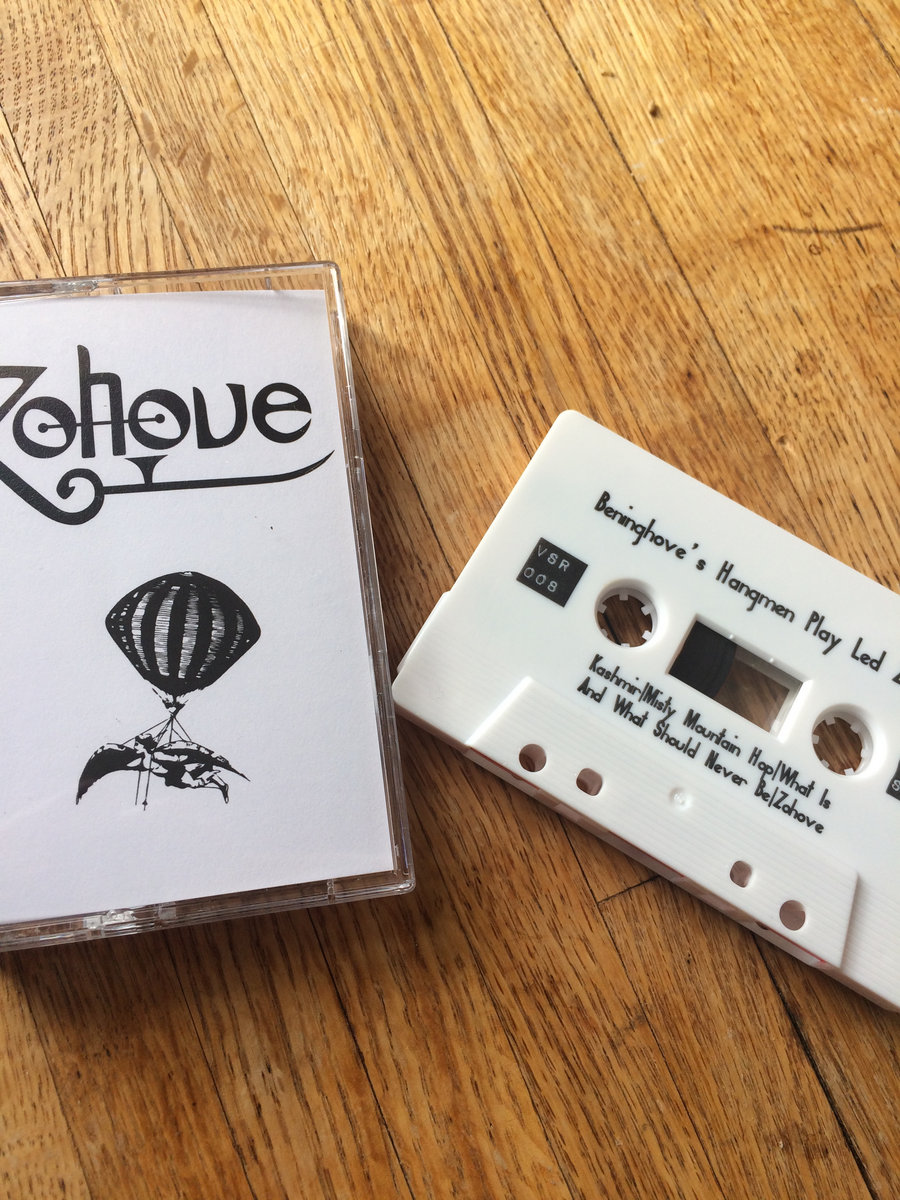 Zohove
Beninghove's Hangmen Play Led
VSR
008
Kashmir/Misty Mountain Hop/What Is
And What Should Never Be/Zohove